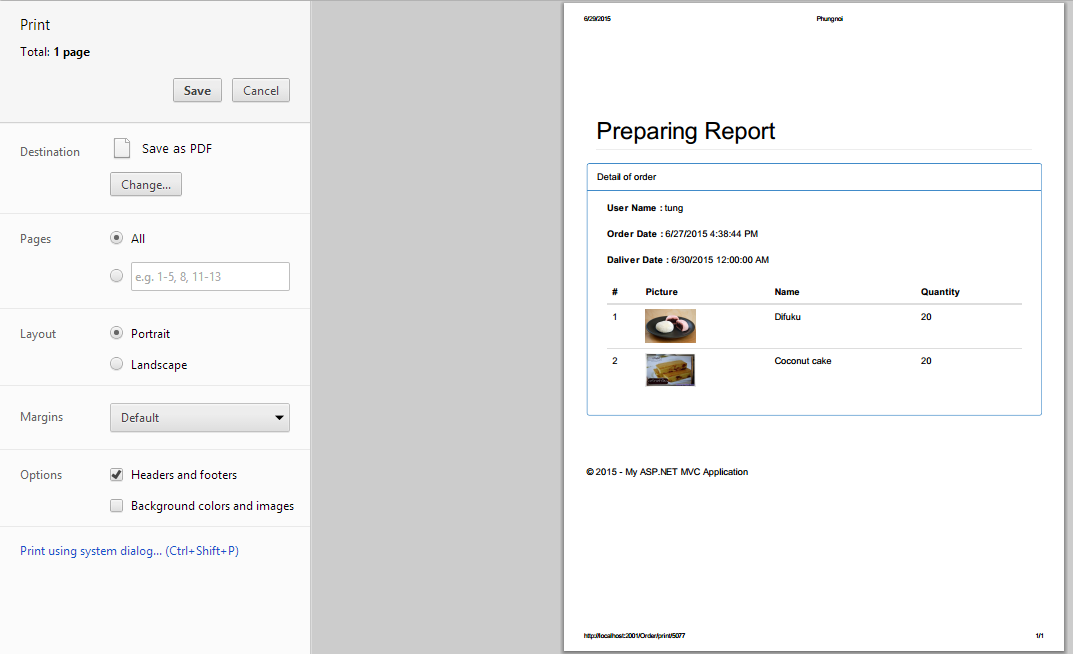 Print
Total: 1 page
Save Cancel
Destination Save as PDF
Change...
Pages All
e.g. 1-5, 8, 11-13
Layout Portrait
Landscape
Margins Default
Options Headers and footers
Background colors and images
Print using system dialog... (Ctrl+Shift+P)
6/29/2015 Phungnoi
Preparing Report
Detail of order
User Name : tung
Order Date : 6/27/2015 4:38:44 PM
Daliver Date : 6/30/2015 12:00:00 AM
# Picture Name Quantity
1 Difuku 20
2 Coconut cake 20
© 2015 - My ASP.NET MVC Application
http://localhost:2001/Order/print/5077 1/1